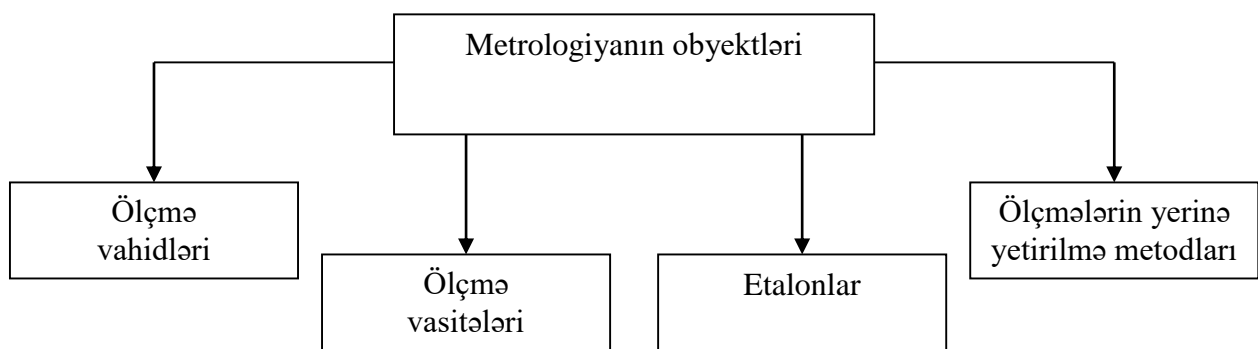 Metrologiyanın obyektləri
Ölçmə
vahidləri
Ölçmə
vasitələri
Etalonlar
Ölçmələrin yerinə
yetirilmə metodları